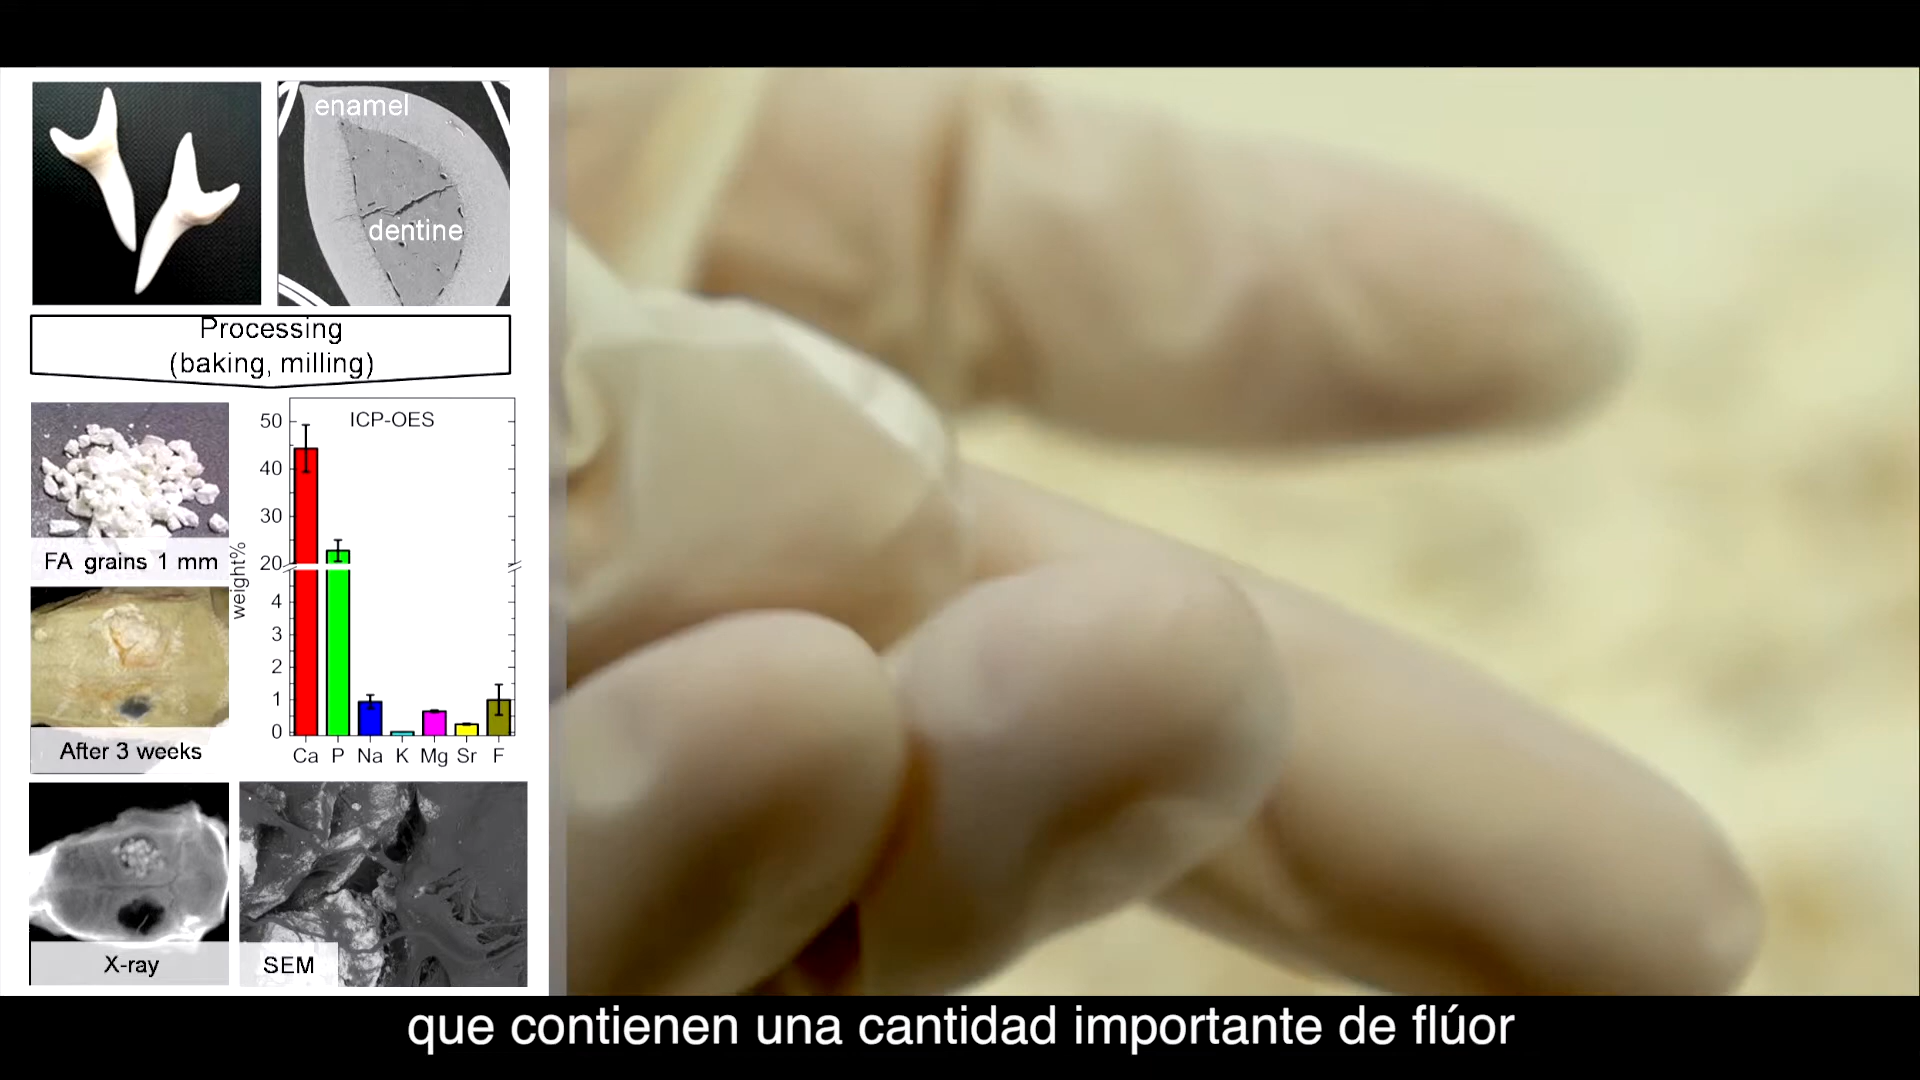 enamel
dentine
Processing
(baking, milling)
FA grains 1 mm
After 3 weeks
X-ray
SEM
ICP-OES
weight%
50
40
30
20
4
3
2
1
0
Ca P Na K Mg Sr F
que contienen una cantidad importante de flúor